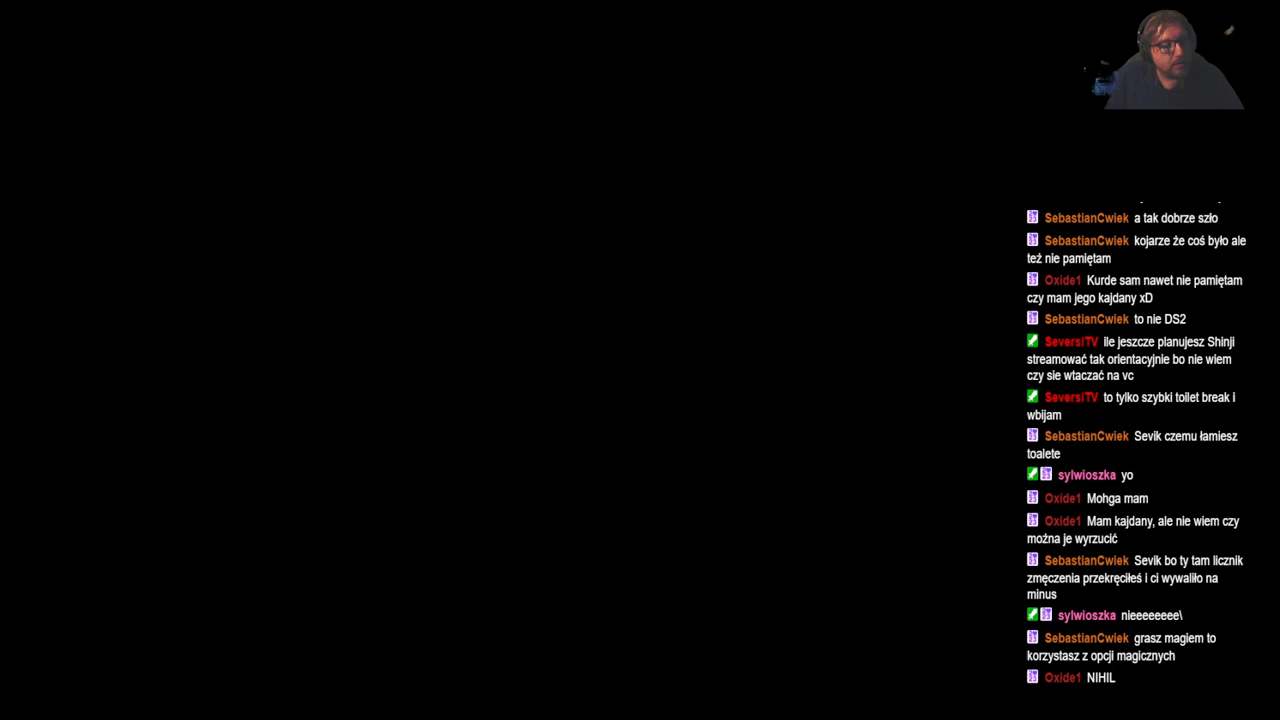 SebastianCwiek a tak dobrze szło
SebastianCwiek kojarze że coś było ale
też nie pamiętam
Oxide1 Kurde sam nawet nie pamiętam
czy mam jego kajdany xD
SebastianCwiek to nie DS2
SeversiTV ile jeszcze planujesz Shinji
streamować tak orientacyjnie bo nie wiem
czy sie wtaczać na vc
SeversiTV to tylko szybki toilet break i
wbijam
SebastianCwiek Sevik czemu łamiesz
toalete
sylwioszka yo
Oxide1 Mohga mam
Oxide1 Mam kajdany, ale nie wiem czy
można je wyrzucić
SebastianCwiek Sevik bo ty tam licznik
zmęczenia przekręciłeś i ci wywaliło na
minus
sylwioszka nieeeeeeee\
SebastianCwiek grasz magiem to
korzystasz z opcji magicznych
Oxide1 NIHIL